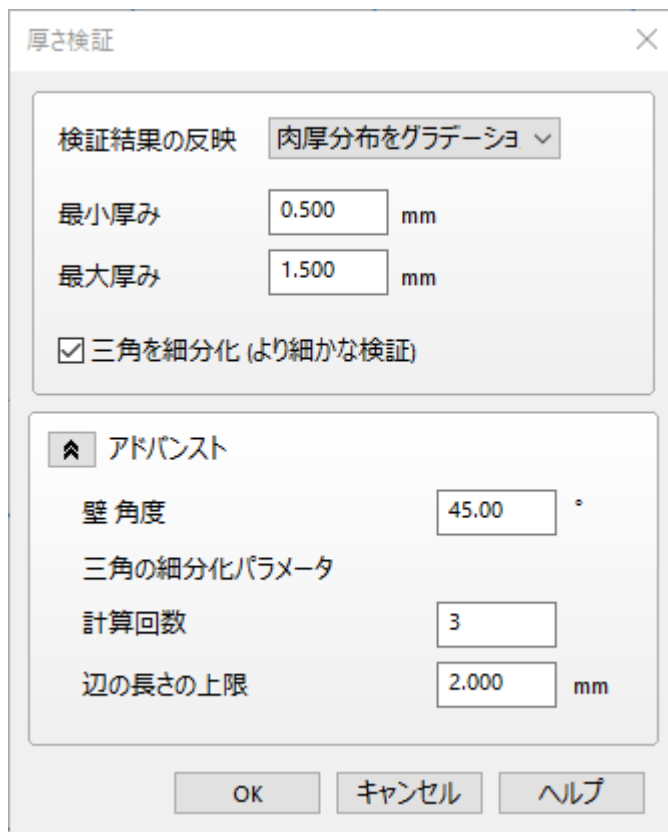 厚さ検証
検証結果の反映 肉厚分布をグラデーショ
最小厚み 0.500 mm
最大厚み 1.500 mm
三角を細分化 (より細かな検証)
アドバンスト
壁 角度 45.00 °
三角の細分化パラメータ
計算回数 3
辺の長さの上限 2.000 mm
OK キャンセル ヘルプ